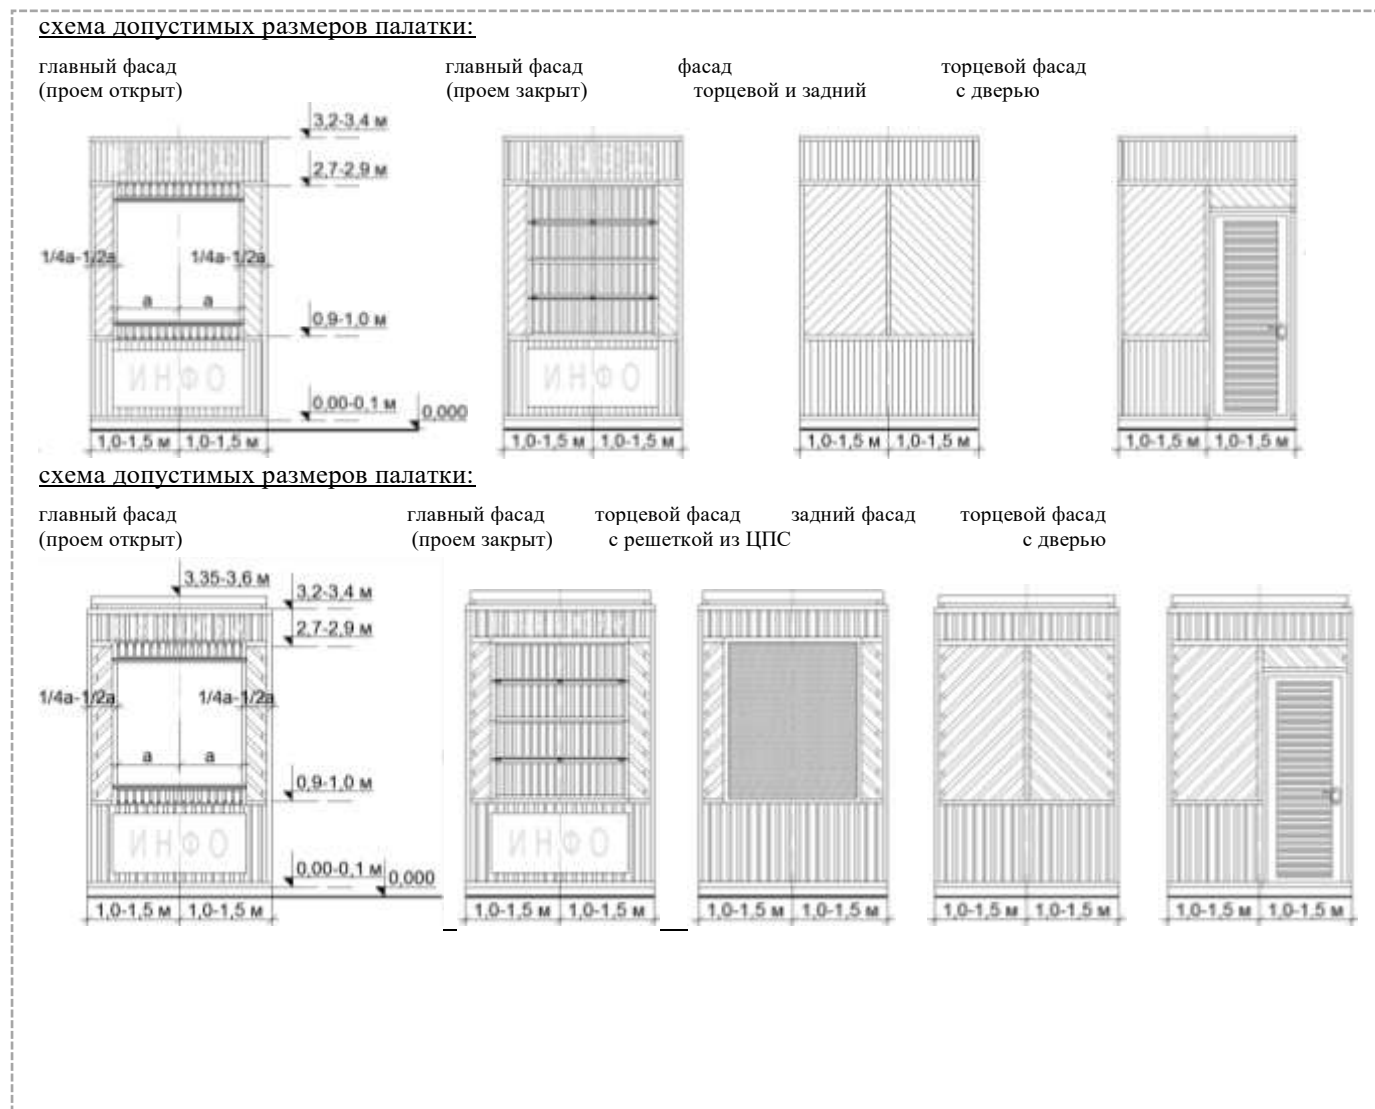 схема допустимых размеров палатки:
главный фасад главный фасад фасад торцевой фасад
(проем открыт) (проем закрыт) торцевой и задний с дверью
3,2-3,4 м
2,7-2,9 м
1/4а-1/2а 1/4а-1/2а
а а
0,9-1,0 м
ИНФО ИНФО
0,00-0,1 м 0,000
1,0-1,5 м 1,0-1,5 м 1,0-1,5 м 1,0-1,5 м 1,0-1,5 м 1,0-1,5 м 1,0-1,5 м 1,0-1,5 м
схема допустимых размеров палатки:
главный фасад главный фасад торцевой фасад задний фасад торцевой фасад
(проем открыт) (проем закрыт) с решеткой из ЦПС с дверью
3,35-3,6 м
3,2-3,4 м
2,7-2,9 м
1/4а-1/2а 1/4а-1/2а
а а
0,9-1,0 м
ИНФО ИНФО
0,00-0,1 м 0,000
1,0-1,5 м 1,0-1,5 м 1,0-1,5 м 1,0-1,5 м 1,0-1,5 м 1,0-1,5 м 1,0-1,5 м 1,0-1,5 м 1,0-1,5 м 1,0-1,5 м